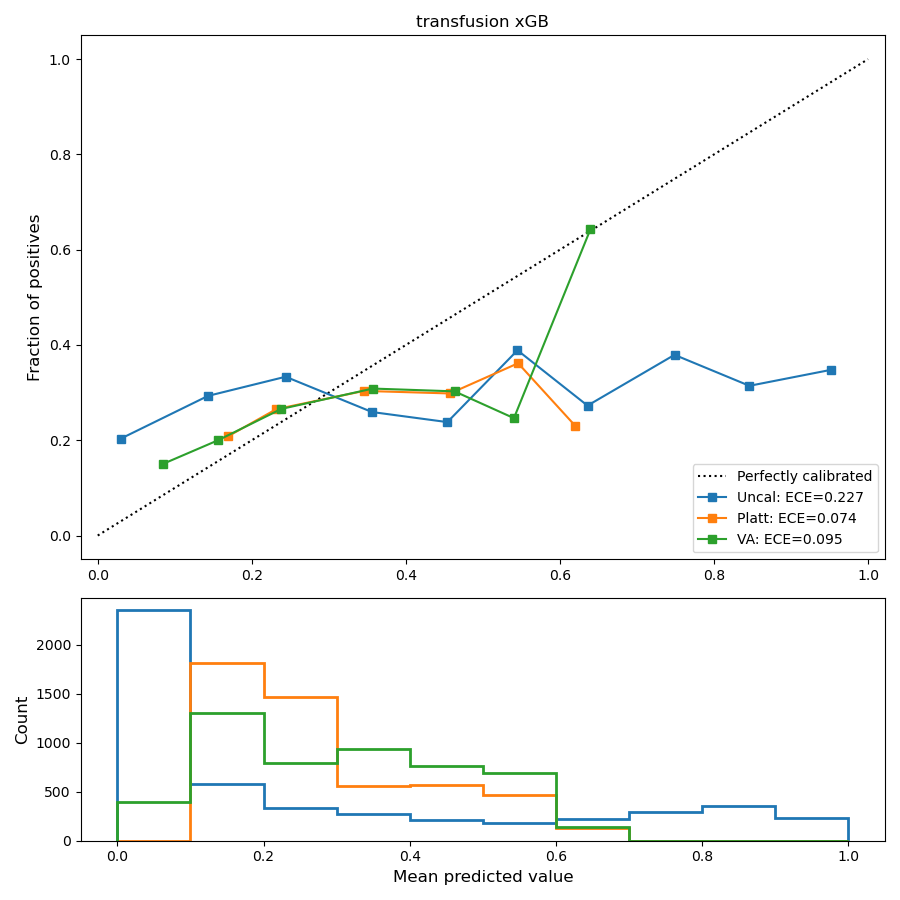 transfusion xGB
1.0
0.8
0.6
0.4
0.2
0.0
Fraction of positives
Perfectly calibrated
Uncal: ECE=0.227
Platt: ECE=0.074
VA: ECE=0.095
0.0 0.2 0.4 0.6 0.8 1.0
2000
1500
1000
500
0
Count
0.0 0.2 0.4 0.6 0.8 1.0
Mean predicted value